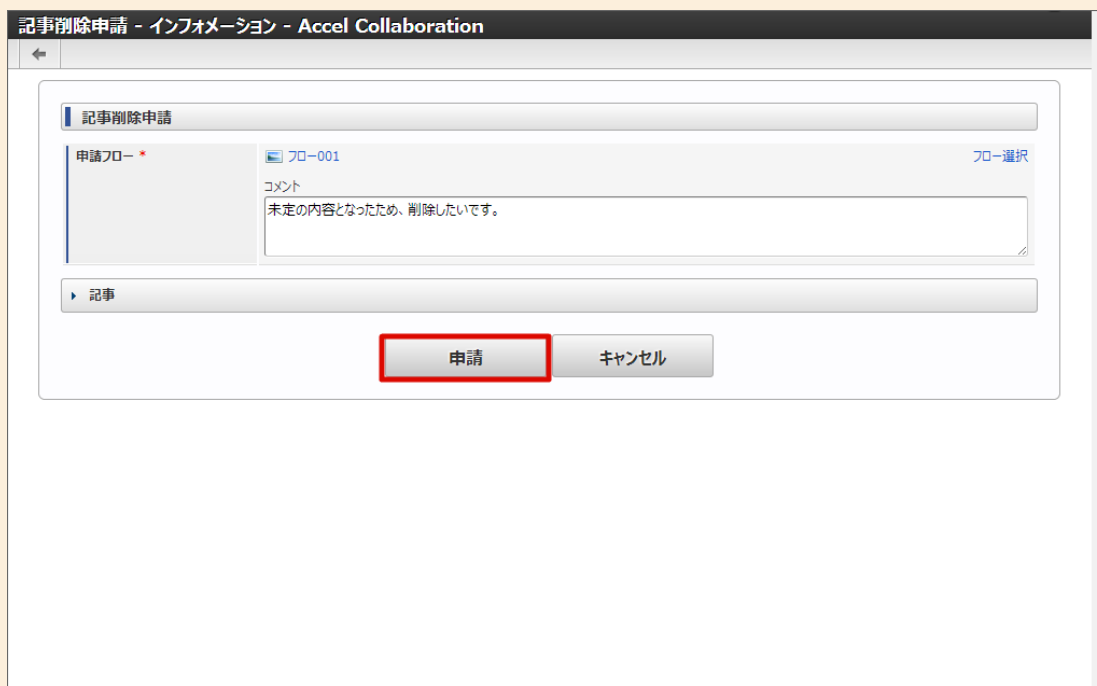 記事削除申請 - インフォメーション - Accel Collaboration
記事削除申請
申請フロー *
フロー001
フロー選択
コメント
未定の内容となったため、削除したいです。
記事
申請
キャンセル